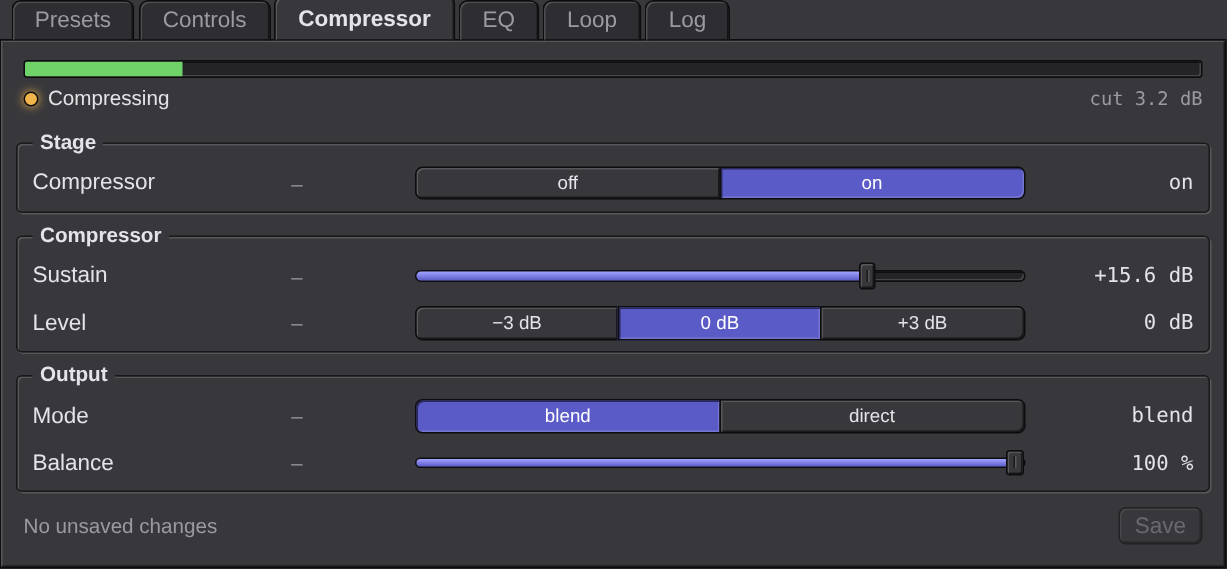 Presets Controls Compressor EQ Loop Log
Compressing cut 3.2 dB
Stage
Compressor – off on on
Compressor
Sustain – +15.6 dB
Level – −3 dB 0 dB +3 dB 0 dB
Output
Mode – blend direct blend
Balance – 100 %
No unsaved changes Save